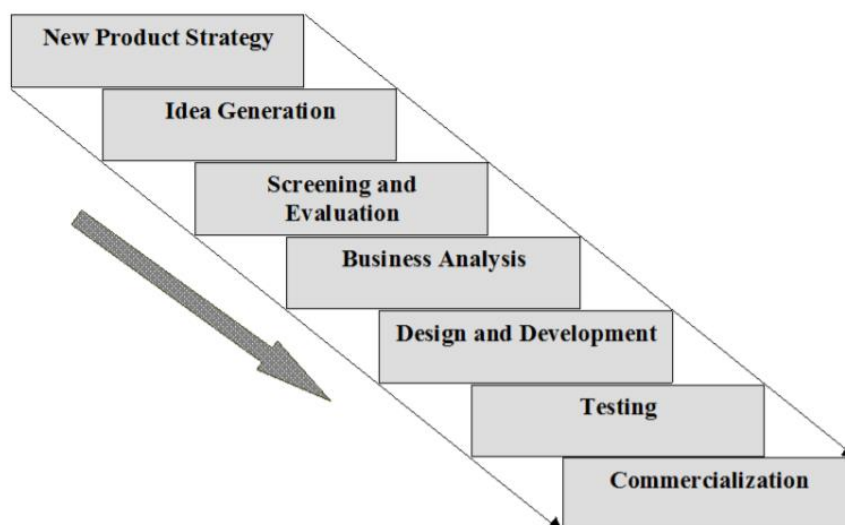 New Product Strategy
Idea Generation
Screening and
Evaluation
Business Analysis
Design and Development
Testing
Commercialization